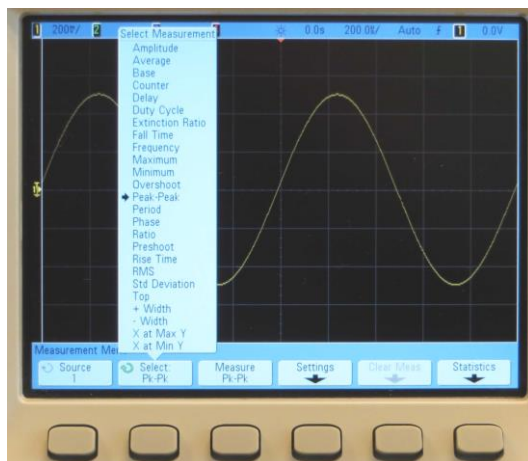 1 200▿/ 2 Select Measurement 0.0s 200.0%/ Auto 1 0.0V
Amplitude
Average
Base
Counter
Delay
Duty Cycle
Extinction Ratio
Fall Time
Frequency
Maximum
Minimum
Overshoot
Peak-Peak
Period
Phase
Ratio
Preshoot
Rise Time
RMS
Std Deviation
Top
+ Width
- Width
X at Max Y
X at Min Y
Measurement Me
Source
1
Select:
Pk-Pk
Measure
Pk-Pk
Settings
Clear Meas
Statistics